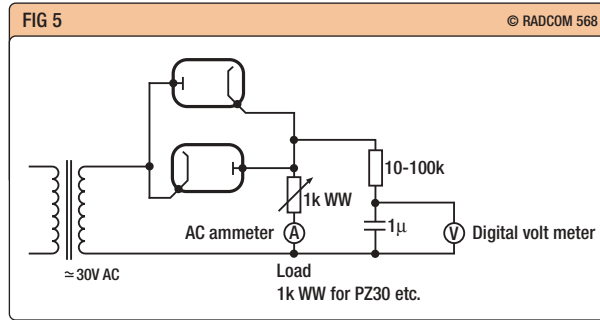 FIG 5
© RADCOM 568
10-100k
1k WW
AC ammeter
A
1μ
V
Digital volt meter
≃ 30V AC
Load
1k WW for PZ30 etc.